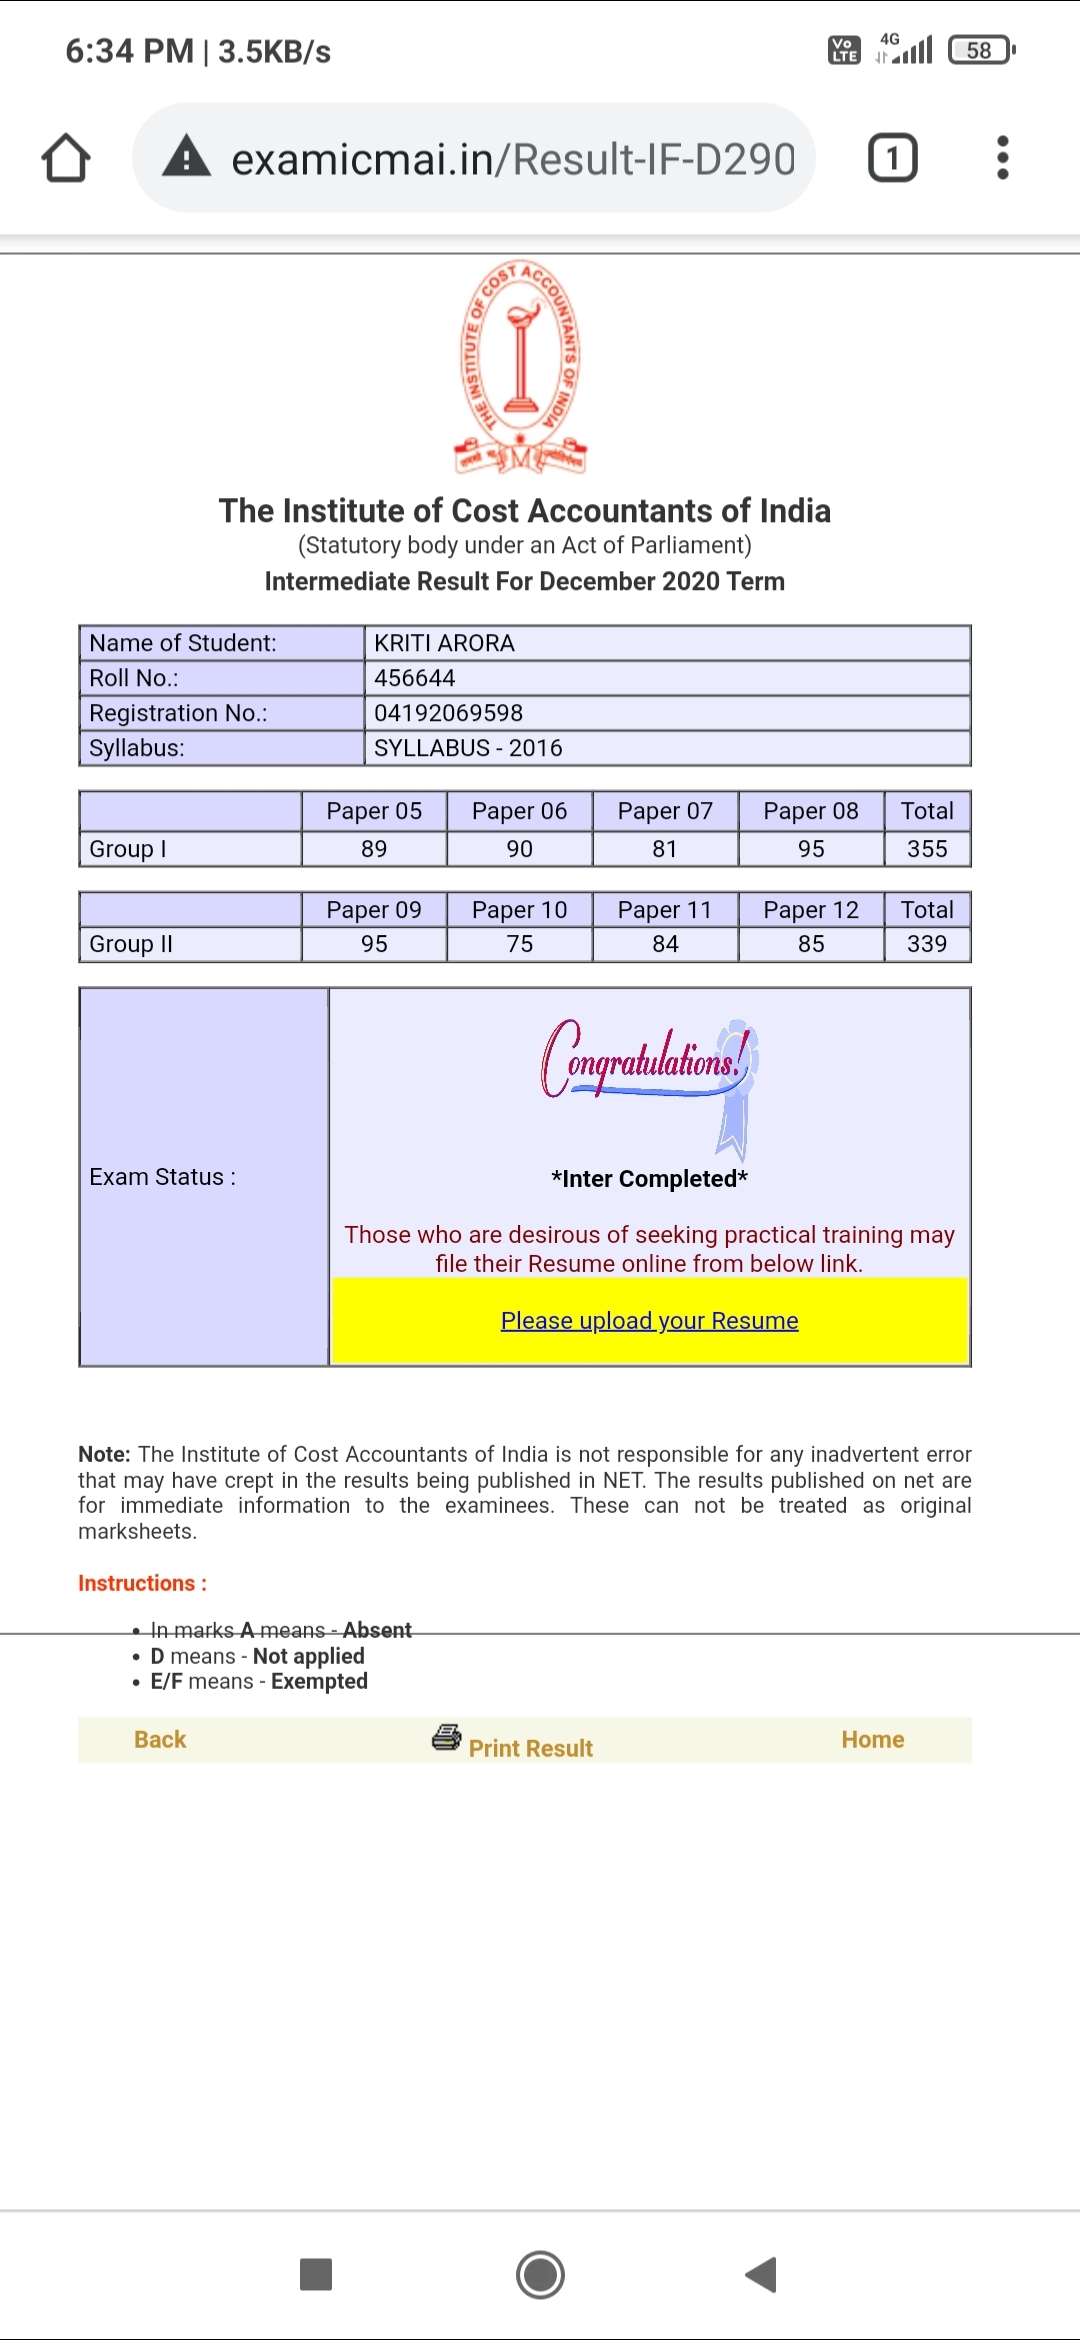 6:34 PM | 3.5KB/s
Vo LTE 4G 58
examicmai.in/Result-IF-D290
1
THE INSTITUTE OF COST ACCOUNTANTS OF INDIA
The Institute of Cost Accountants of India
(Statutory body under an Act of Parliament)
Intermediate Result For December 2020 Term
Name of Student: KRITI ARORA
Roll No.: 456644
Registration No.: 04192069598
Syllabus: SYLLABUS - 2016
Paper 05 Paper 06 Paper 07 Paper 08 Total
Group I 89 90 81 95 355
Paper 09 Paper 10 Paper 11 Paper 12 Total
Group II 95 75 84 85 339
Congratulations!
Exam Status : *Inter Completed*
Those who are desirous of seeking practical training may
file their Resume online from below link.
Please upload your Resume
Note: The Institute of Cost Accountants of India is not responsible for any inadvertent error
that may have crept in the results being published in NET. The results published on net are
for immediate information to the examinees. These can not be treated as original
marksheets.
Instructions :
• In marks A means - Absent
• D means - Not applied
• E/F means - Exempted
Back Print Result Home